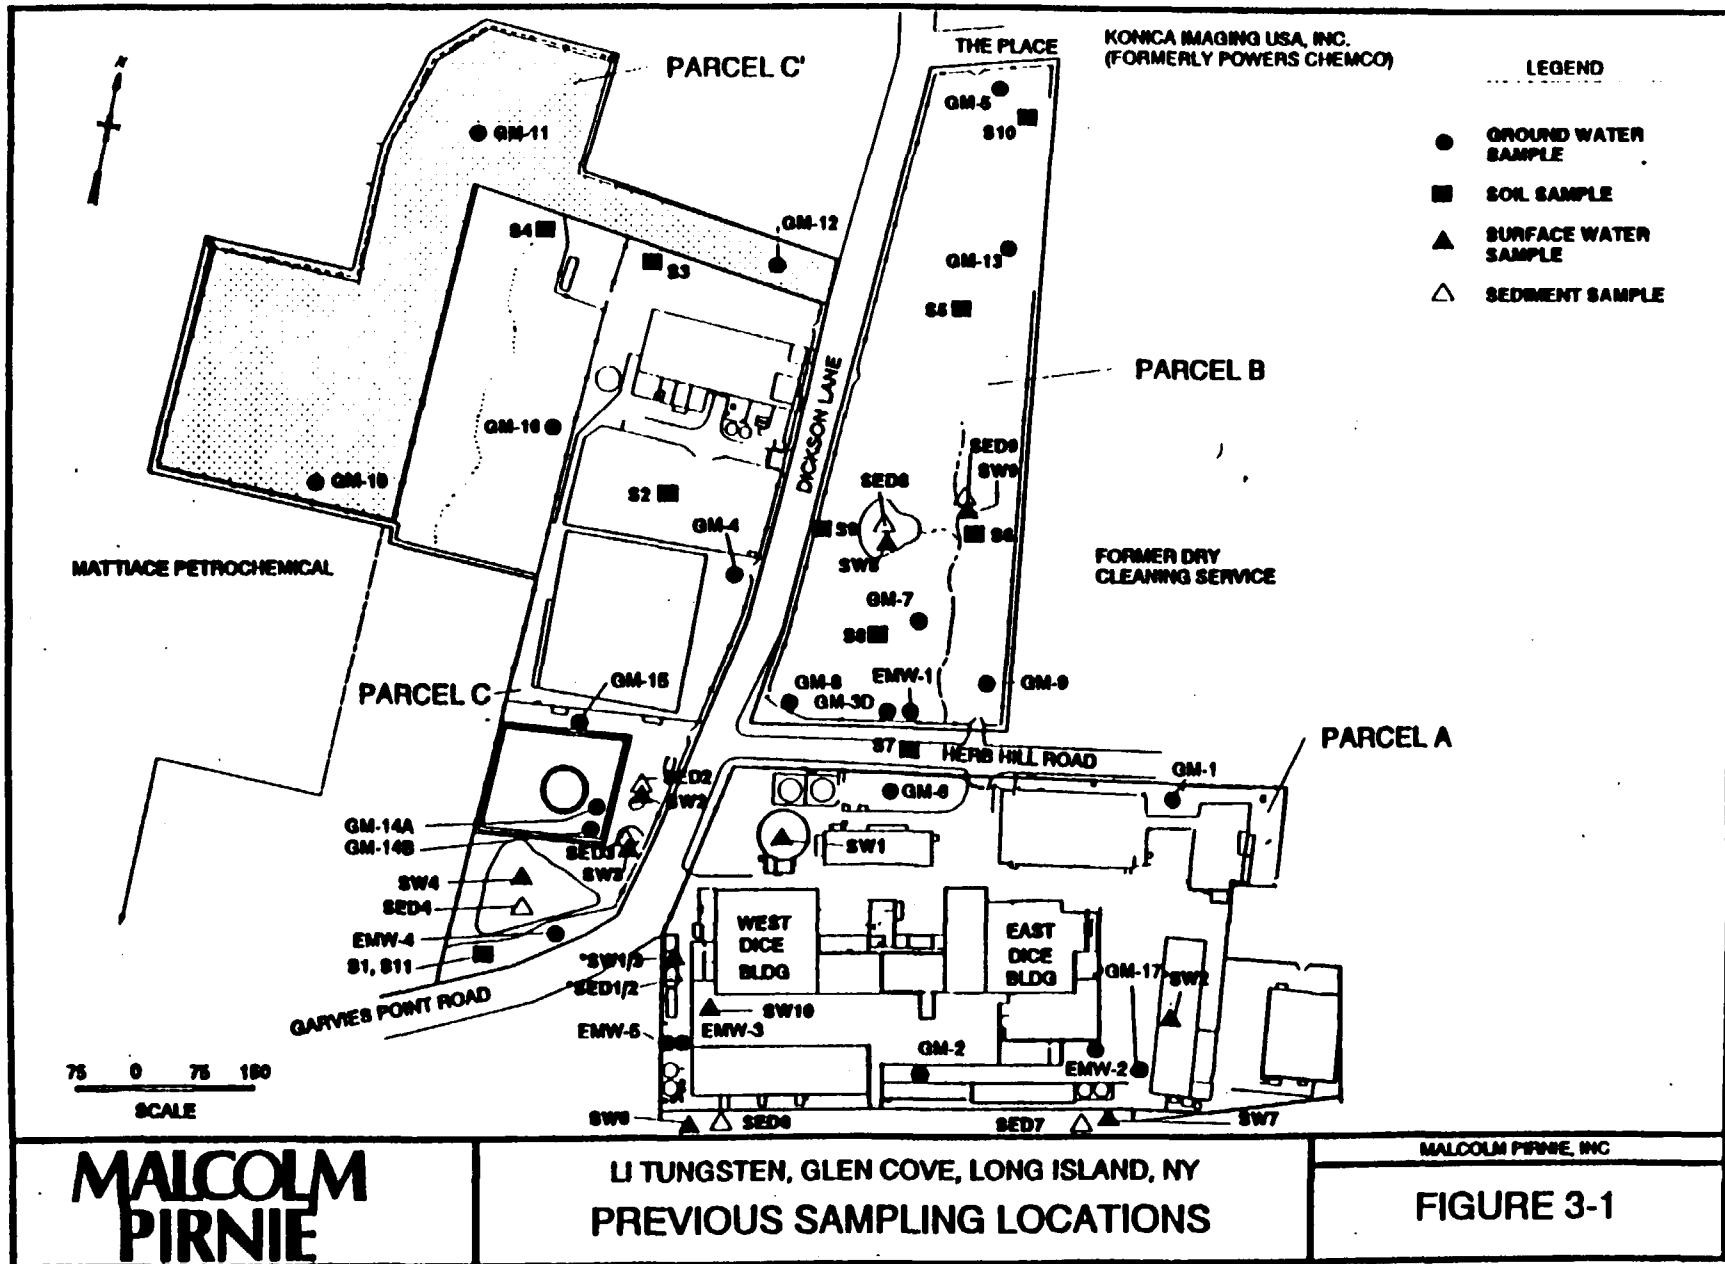 PARCEL C'
THE PLACE
KONICA IMAGING USA, INC.
(FORMERLY POWERS CHEMCO)
LEGEND
GROUND WATER
SAMPLE
SOIL SAMPLE
SURFACE WATER
SAMPLE
SEDIMENT SAMPLE
N
GM-11
GM-5
S10
S4
GM-12
S3
GM-13
S5
PARCEL B
DICKSON LANE
GM-16
S2
GM-4
SED9
SW9
SED8
S9
S6
SW8
MATTIACE PETROCHEMICAL
FORMER DRY
CLEANING SERVICE
GM-7
S8
PARCEL C
GM-15
GM-8
GM-3D
EMW-1
GM-9
S7
HERB HILL ROAD
PARCEL A
GM-1
SED2
SW2
GM-6
GM-14A
GM-14B
SED3
SW3
SW1
SW4
SED4
EMW-4
S1, S11
WEST
DICE
BLDG
EAST
DICE
BLDG
*SED1/2
GM-17
SW2
GARVIES POINT ROAD
SW10
EMW-5
EMW-3
GM-2
EMW-2
75 0 75 150
SCALE
SW6
SED6
SED7
SW7
MALCOLM
PIRNIE
LI TUNGSTEN, GLEN COVE, LONG ISLAND, NY
PREVIOUS SAMPLING LOCATIONS
MALCOLM PIRNIE, INC
FIGURE 3-1